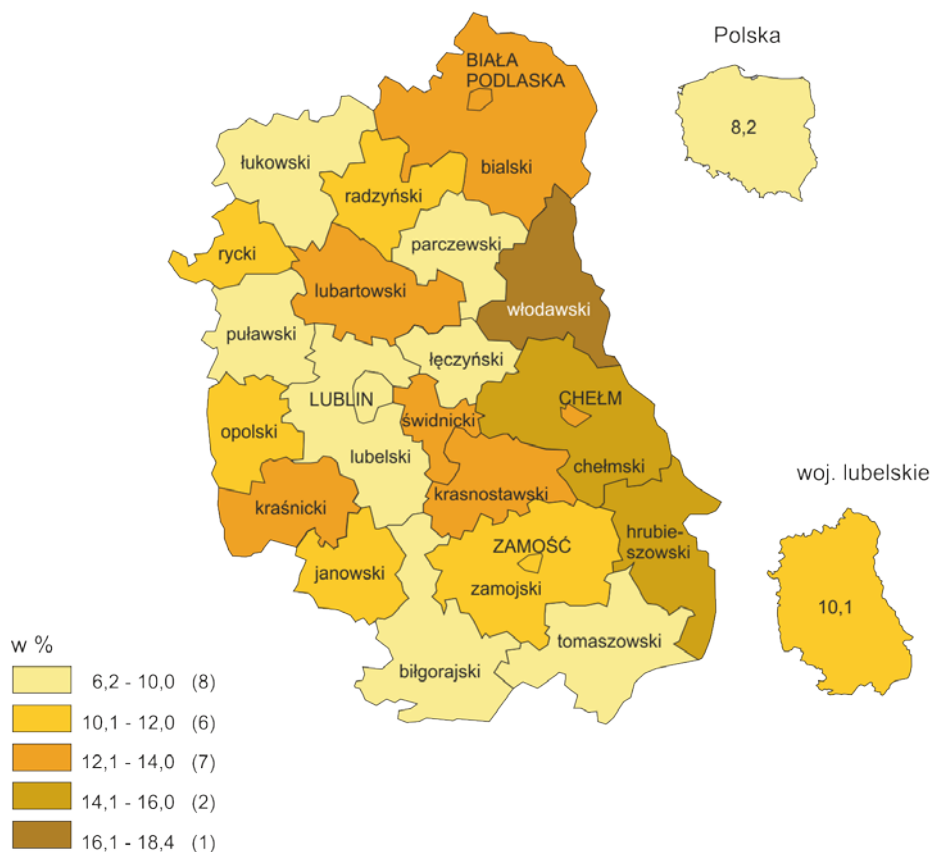 Polska
8,2
BIAŁA
PODLASKA
bialski
łukowski
radzyński
rycki
parczewski
lubartowski
włodawski
puławski
łęczyński
LUBLIN
CHEŁM
opolski
świdnicki
lubelski
chełmski
krasnostawski
kraśnicki
woj. lubelskie
10,1
hrubie-
szowski
ZAMOŚĆ
janowski
zamojski
tomaszowski
biłgorajski
w %
6,2 - 10,0 (8)
10,1 - 12,0 (6)
12,1 - 14,0 (7)
14,1 - 16,0 (2)
16,1 - 18,4 (1)